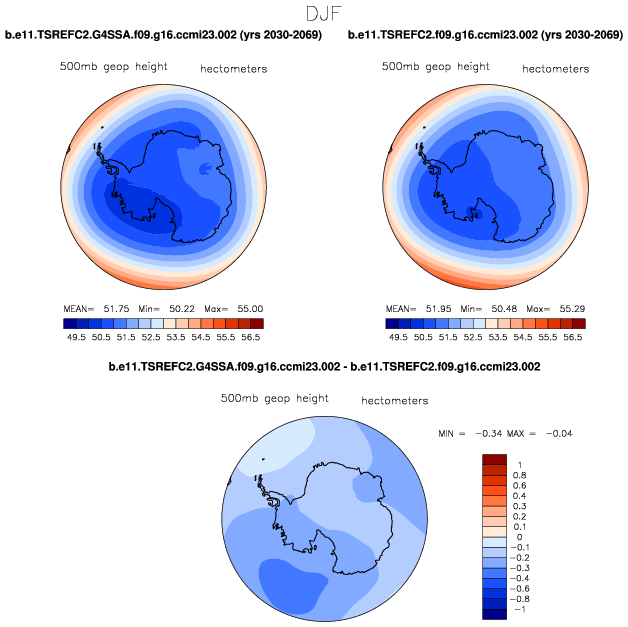 DJF
b.e11.TSREFC2.G4SSA.f09.g16.ccmi23.002 (yrs 2030-2069)
b.e11.TSREFC2.f09.g16.ccmi23.002 (yrs 2030-2069)
500mb geop height hectometers
500mb geop height hectometers
MEAN= 51.75 Min= 50.22 Max= 55.00
49.5 50.5 51.5 52.5 53.5 54.5 55.5 56.5
MEAN= 51.95 Min= 50.48 Max= 55.29
49.5 50.5 51.5 52.5 53.5 54.5 55.5 56.5
b.e11.TSREFC2.G4SSA.f09.g16.ccmi23.002 - b.e11.TSREFC2.f09.g16.ccmi23.002
500mb geop height hectometers
MIN = -0.34 MAX = -0.04
1
0.8
0.6
0.4
0.3
0.2
0.1
0
-0.1
-0.2
-0.3
-0.4
-0.6
-0.8
-1